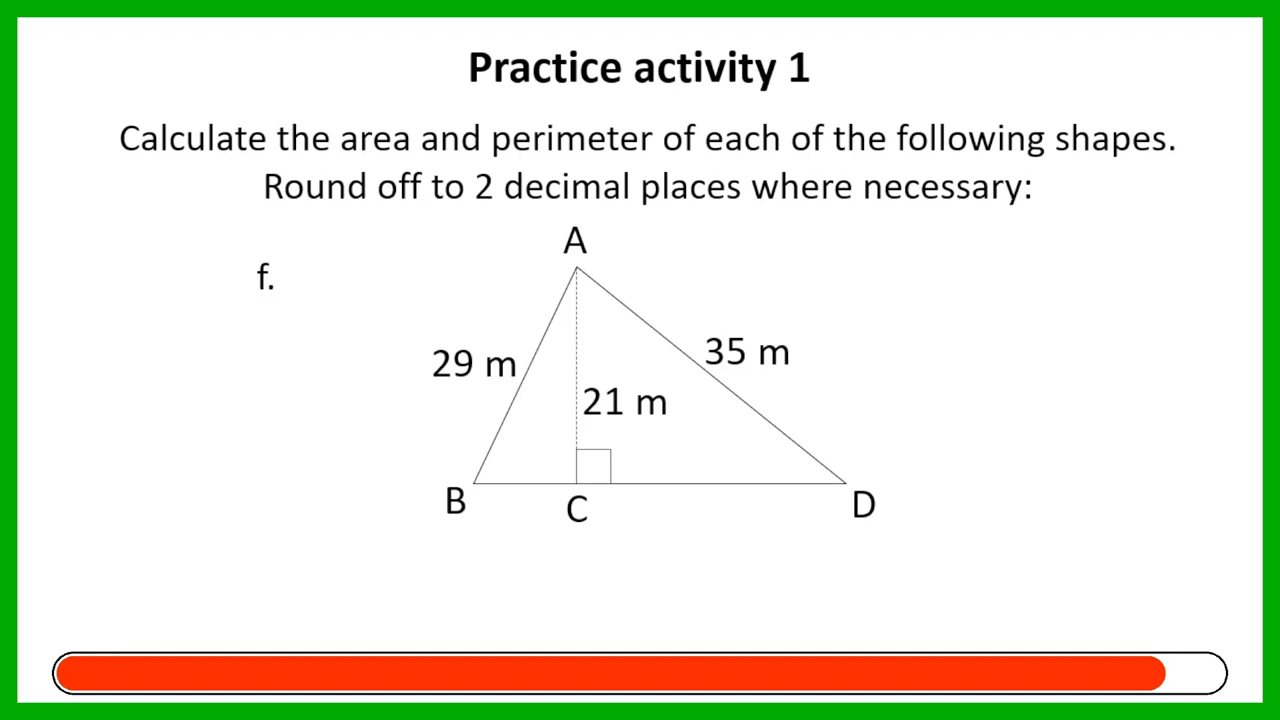 Practice activity 1
Calculate the area and perimeter of each of the following shapes.
Round off to 2 decimal places where necessary:
A
f.
29 m
35 m
21 m
B
C
D